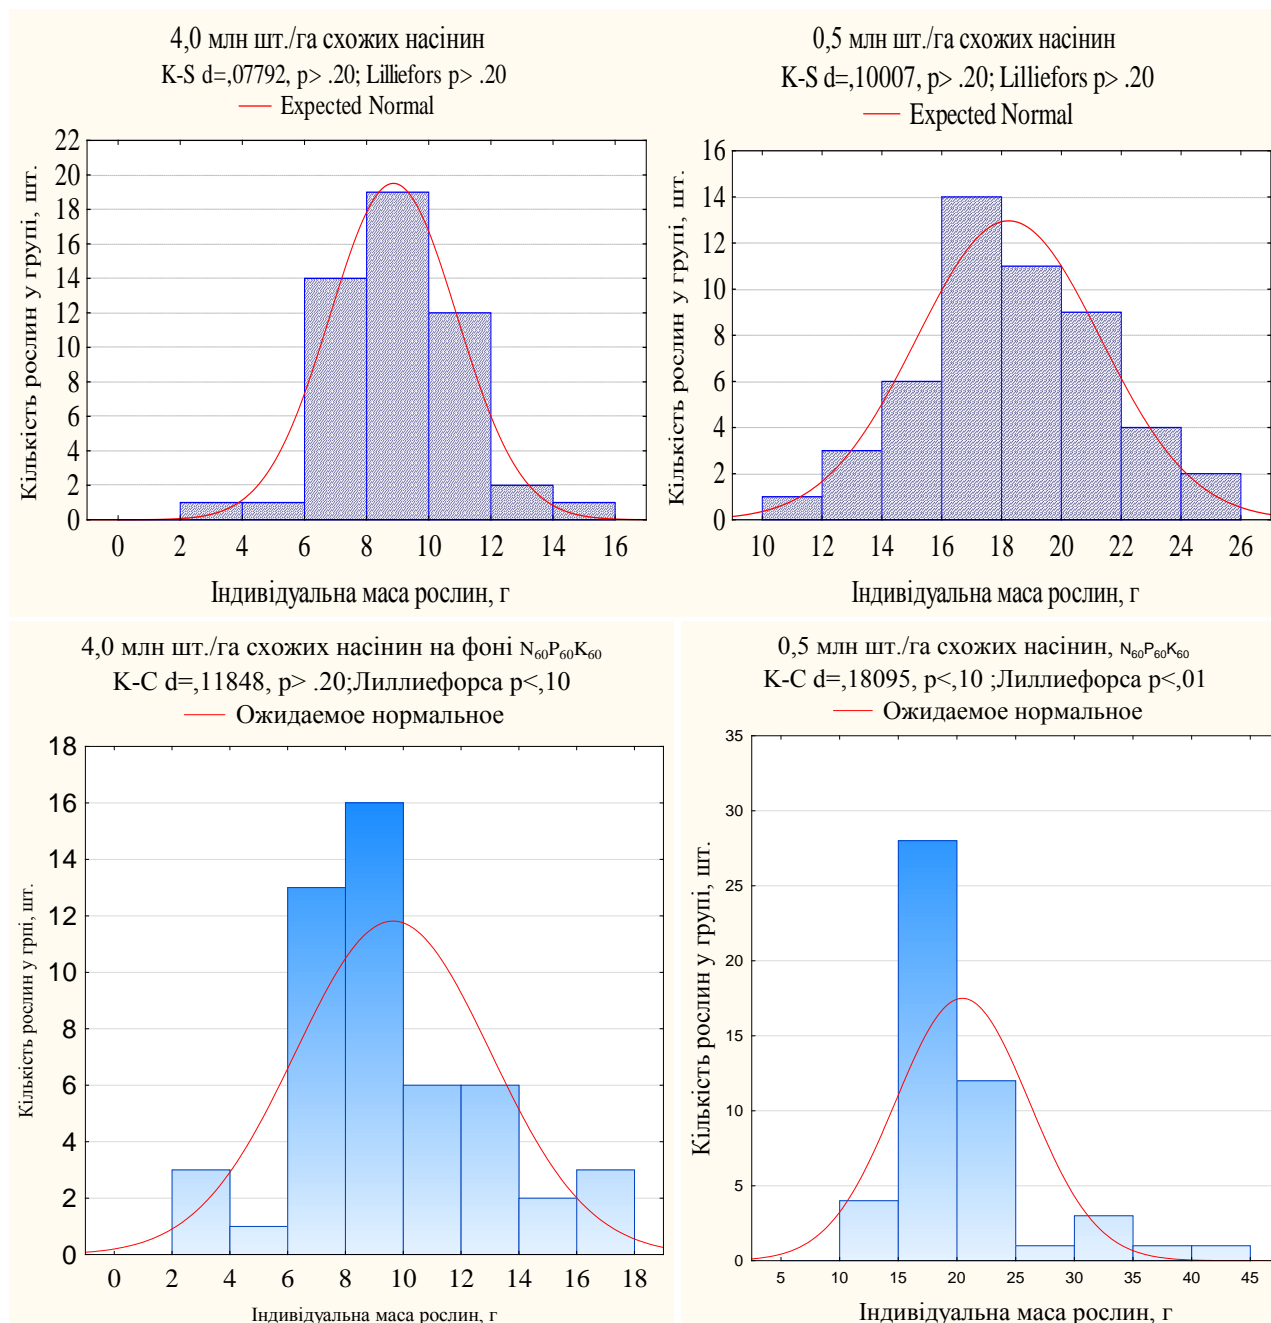 4,0 млн шт./га схожих насінин
K-S d=,07792, p> .20; Lilliefors p> .20
Expected Normal
22
20
18
16
14
12
10
8
6
4
2
0
Кількість рослин у групі, шт.
0 2 4 6 8 10 12 14 16
Індивідуальна маса рослин, г
0,5 млн шт./га схожих насінин
K-S d=,10007, p> .20; Lilliefors p> .20
Expected Normal
16
14
12
10
8
6
4
2
0
Кількість рослин у групі, шт.
10 12 14 16 18 20 22 24 26
Індивідуальна маса рослин, г
4,0 млн шт./га схожих насінин на фоні N₆₀P₆₀K₆₀
К-С d=,11848, p> .20;Лиллиефорса p<,10
Ожидаемое нормальное
18
16
14
12
10
8
6
4
2
0
Кількість рослин у грпі, шт.
0 2 4 6 8 10 12 14 16 18
Індивідуальна маса рослин, г
0,5 млн шт./га схожих насінин, N₆₀P₆₀K₆₀
К-С d=,18095, p<,10 ;Лиллиефорса p<,01
Ожидаемое нормальное
35
30
25
20
15
10
5
0
Кількість рослин у групі, шт.
5 10 15 20 25 30 35 40 45
Індивідуальна маса рослин, г